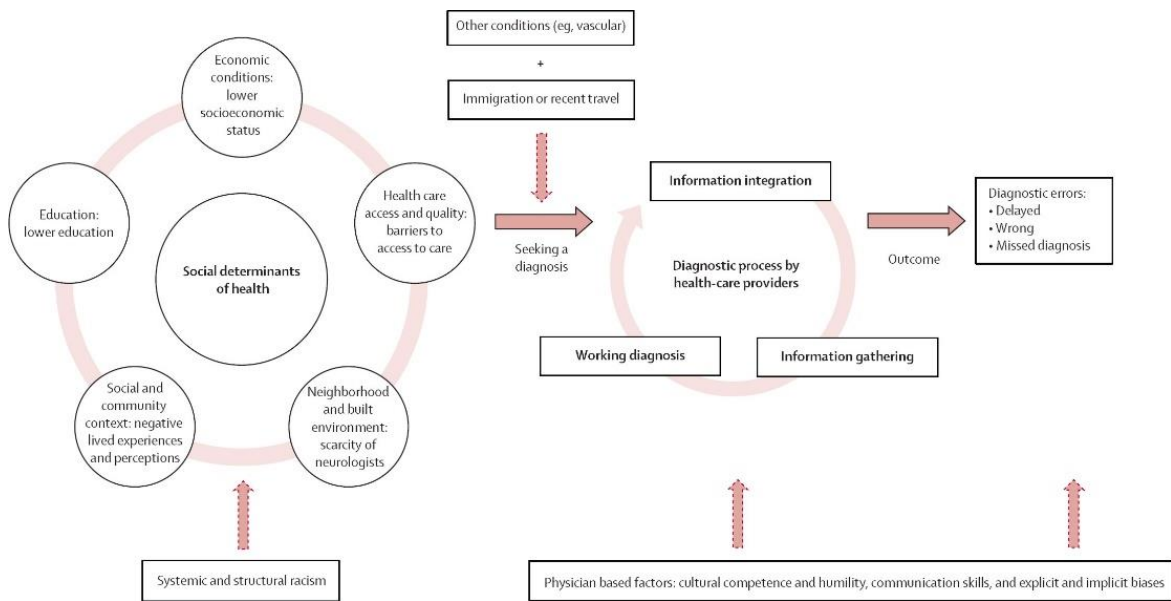 Other conditions (eg, vascular)
+
Immigration or recent travel
Economic
conditions:
lower
socioeconomic
status
Education:
lower education
Health care
access and quality:
barriers to
access to care
Social determinants
of health
Social and
community
context: negative
lived experiences
and perceptions
Neighborhood
and built
environment:
scarcity of
neurologists
Systemic and structural racism
Seeking a
diagnosis
Information integration
Diagnostic process by
health-care providers
Working diagnosis
Information gathering
Outcome
Diagnostic errors:
• Delayed
• Wrong
• Missed diagnosis
Physician based factors: cultural competence and humility, communication skills, and explicit and implicit biases